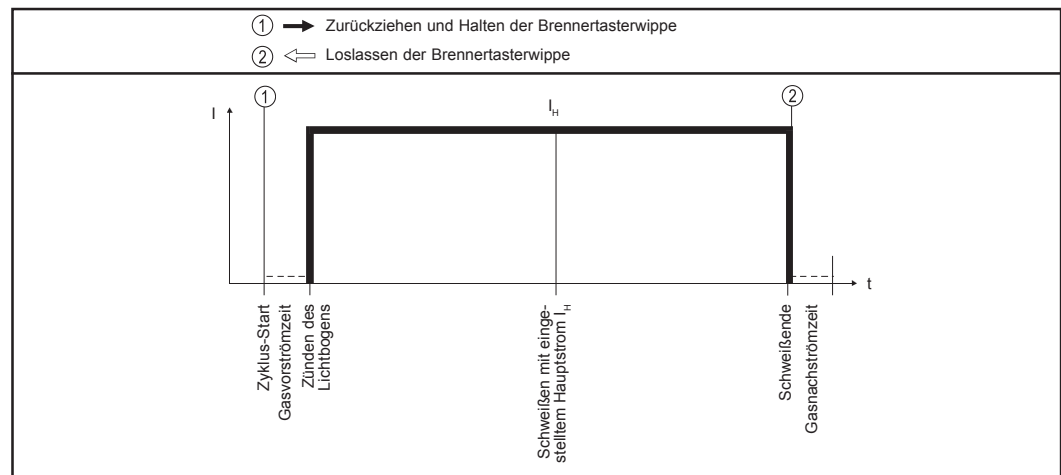 1 Zurückziehen und Halten der Brennertasterwippe
2 Loslassen der Brennertasterwippe
1
2
I
I_H
t
Zyklus-Start
Gasvorströmzeit
Zünden des
Lichtbogens
Schweißen mit einge-
stelltem Hauptstrom I_H
Schweißende
Gasnachströmzeit